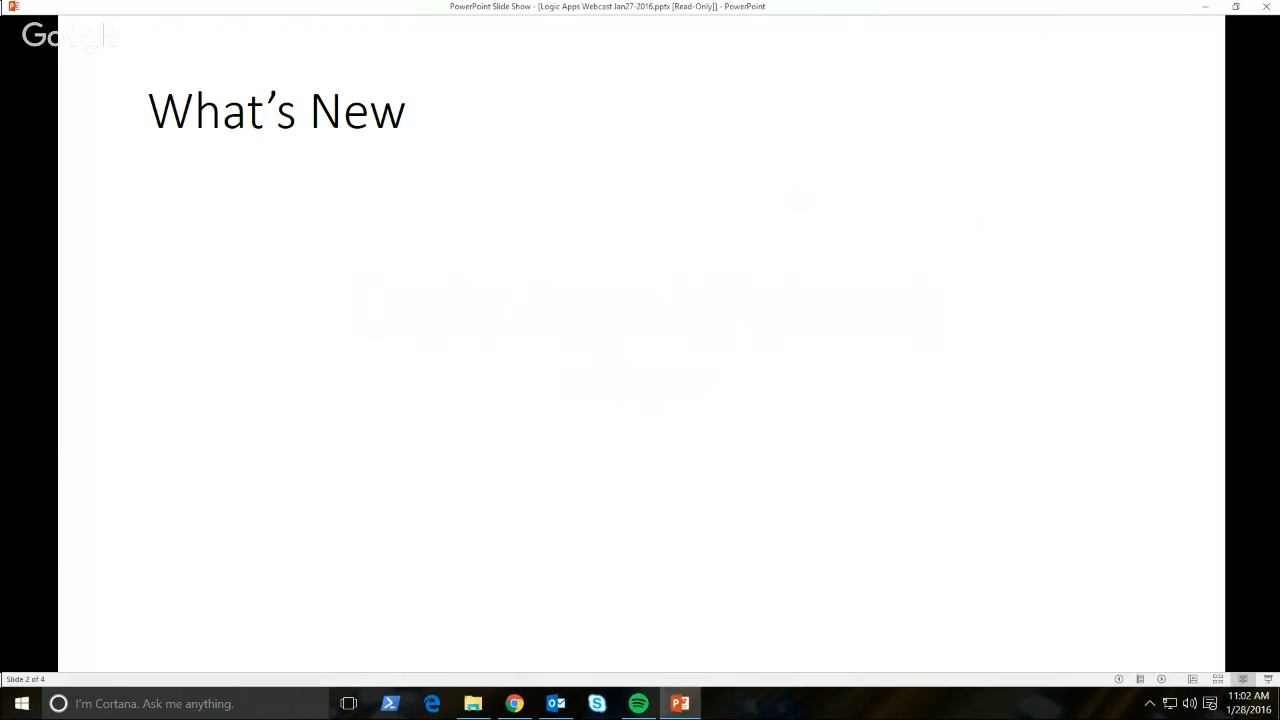 PowerPoint Slide Show - [Logic Apps Webcast Jan27-2016.pptx [Read-Only]] - PowerPoint
Google
What's New
Slide 2 of 4
I'm Cortana. Ask me anything.
11:02 AM
1/28/2016